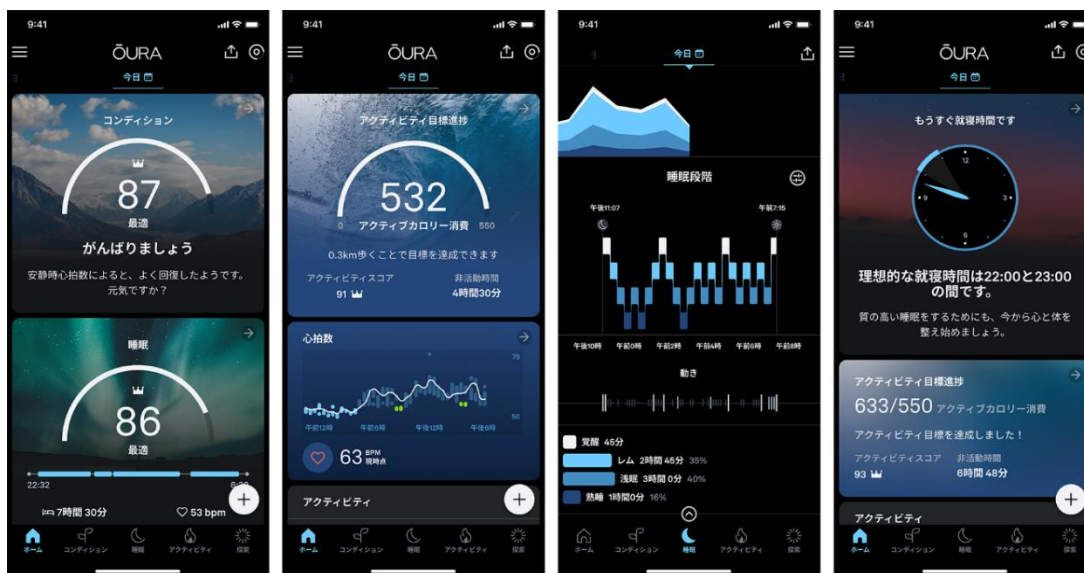 9:41
ŌURA
今日
コンディション
87
最適
がんばりましょう
安静時心拍数によると、よく回復したようです。
元気ですか？
睡眠
86
最適
22:32
7時間 30分
53 bpm
ホーム
コンディション
睡眠
アクティビティ
探索
9:41
ŌURA
今日
アクティビティ目標進捗
532
0
アクティブカロリー消費
550
0.3km歩くことで目標を達成できます
アクティビティスコア
非活動時間
91
4時間30分
心拍数
75
50
午前12時
午前6時
午後12時
午後6時
63 BPM
現時点
アクティビティ
ホーム
コンディション
睡眠
アクティビティ
探索
9:41
今日
睡眠段階
午後11:07
午前7:15
午後10時
午前0時
午前2時
午前4時
午前6時
午前8時
動き
覚醒 45分
レム 2時間 45分 35%
浅眠 3時間 0分 40%
熟睡 1時間0分 16%
ホーム
コンディション
睡眠
アクティビティ
探索
9:41
ŌURA
今日
もうすぐ就寝時間です
12
9
3
6
理想的な就寝時間は22:00と23:00
の間です。
質の高い睡眠をするためにも、今から心と体を
整え始めましょう。
アクティビティ目標進捗
633/550 アクティブカロリー消費
アクティビティ目標を達成しました！
アクティビティスコア
非活動時間
93
6時間 48分
アクティビティ
ホーム
コンディション
睡眠
アクティビティ
探索